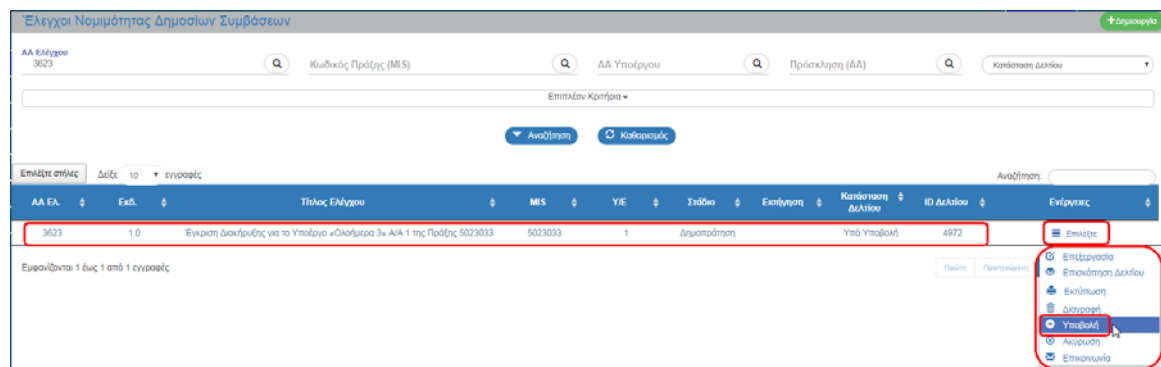 Έλεγχοι Νομιμότητας Δημοσίων Συμβάσεων
+Δημιουργία
ΑΑ Ελέγχου
3623
Κωδικός Πράξης (MIS)
ΑΑ Υποέργου
Πρόσκληση (ΑΑ)
Κατάσταση Δελτίου
Επιπλέον Κριτήρια
Αναζήτηση
Καθαρισμός
Επιλέξτε στήλες
Δείξε 10 εγγραφές
Αναζήτηση:
ΑΑ ΕΛ. Εκδ. Τίτλος Ελέγχου MIS Υ/Ε Στάδιο Εισήγηση Κατάσταση Δελτίου ID Δελτίου Ενέργειες
3623 1.0 Έγκριση Διακήρυξης για το Υποέργο «Ολοήμερα 3» Α/Α 1 της Πράξης 5023033 5023033 1 Δημοπράτηση Υπό Υποβολή 4972 Επιλέξτε
Εμφανίζονται 1 έως 1 από 1 εγγραφές
Πρώτη Προηγούμενη
Επεξεργασία
Επισκόπηση Δελτίου
Εκτύπωση
Διαγραφή
Υποβολή
Ακύρωση
Επικοινωνία